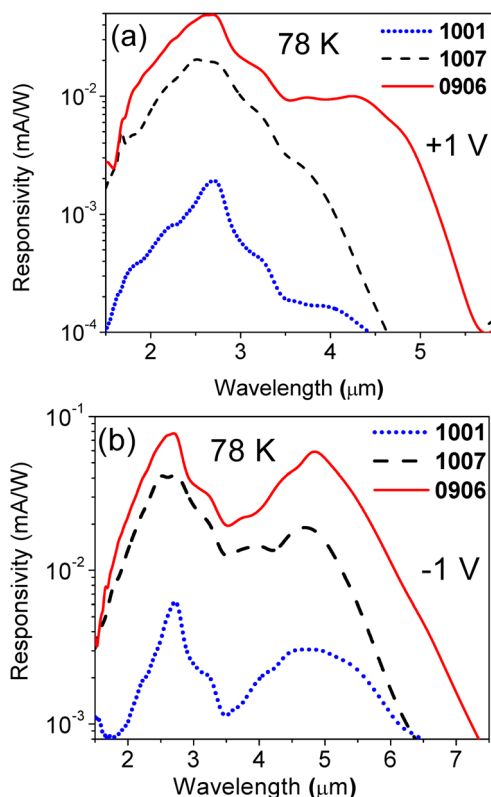 (a)
78 K
1001
1007
0906
+1 V
10⁻²
10⁻³
10⁻⁴
Responsivity (mA/W)
2 3 4 5
Wavelength (μm)
(b)
78 K
1001
1007
0906
-1 V
10⁻¹
10⁻²
10⁻³
Responsivity (mA/W)
2 3 4 5 6 7
Wavelength (μm)